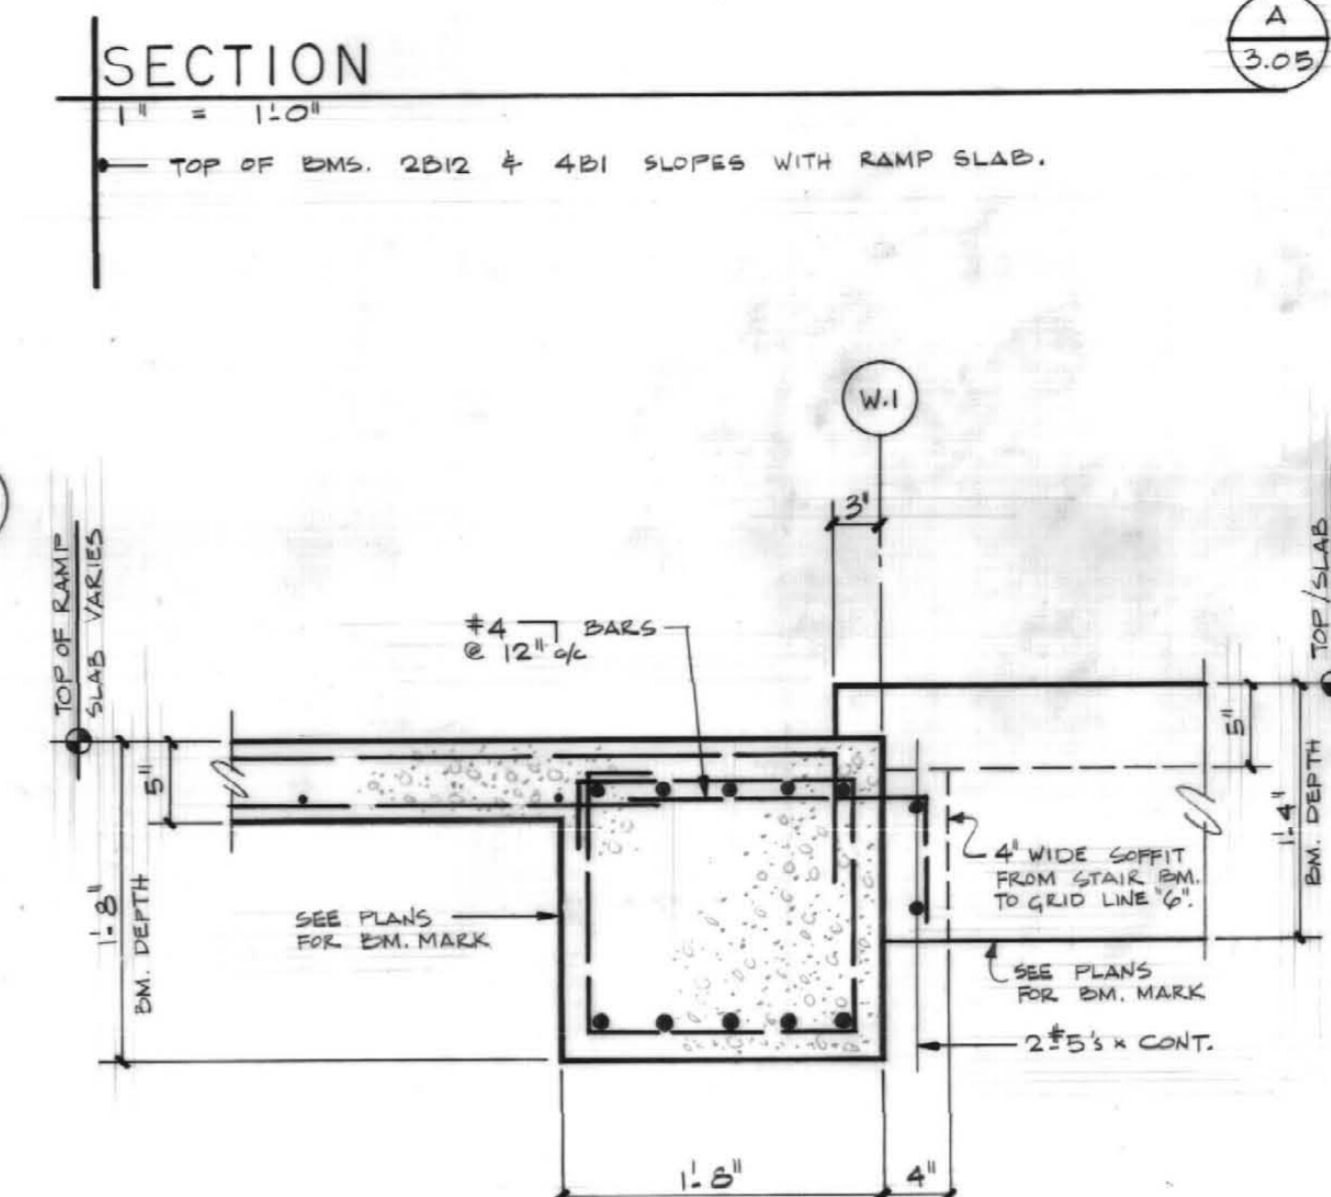 SECTION
A
3.05
1" = 1'-0"
TOP OF BMS. 2B12 & 4B1 SLOPES WITH RAMP SLAB.
W.1
3"
TOP OF RAMP
SLAB VARIES
#4 BARS
@ 12" c/c
TOP/SLAB
5"
5"
1'-4"
BM. DEPTH
1'-8"
BM. DEPTH
4" WIDE SOFFIT
FROM STAIR BM.
TO GRID LINE "6".
SEE PLANS
FOR BM. MARK
SEE PLANS
FOR BM. MARK
2-#5's x CONT.
1'-8"
4"